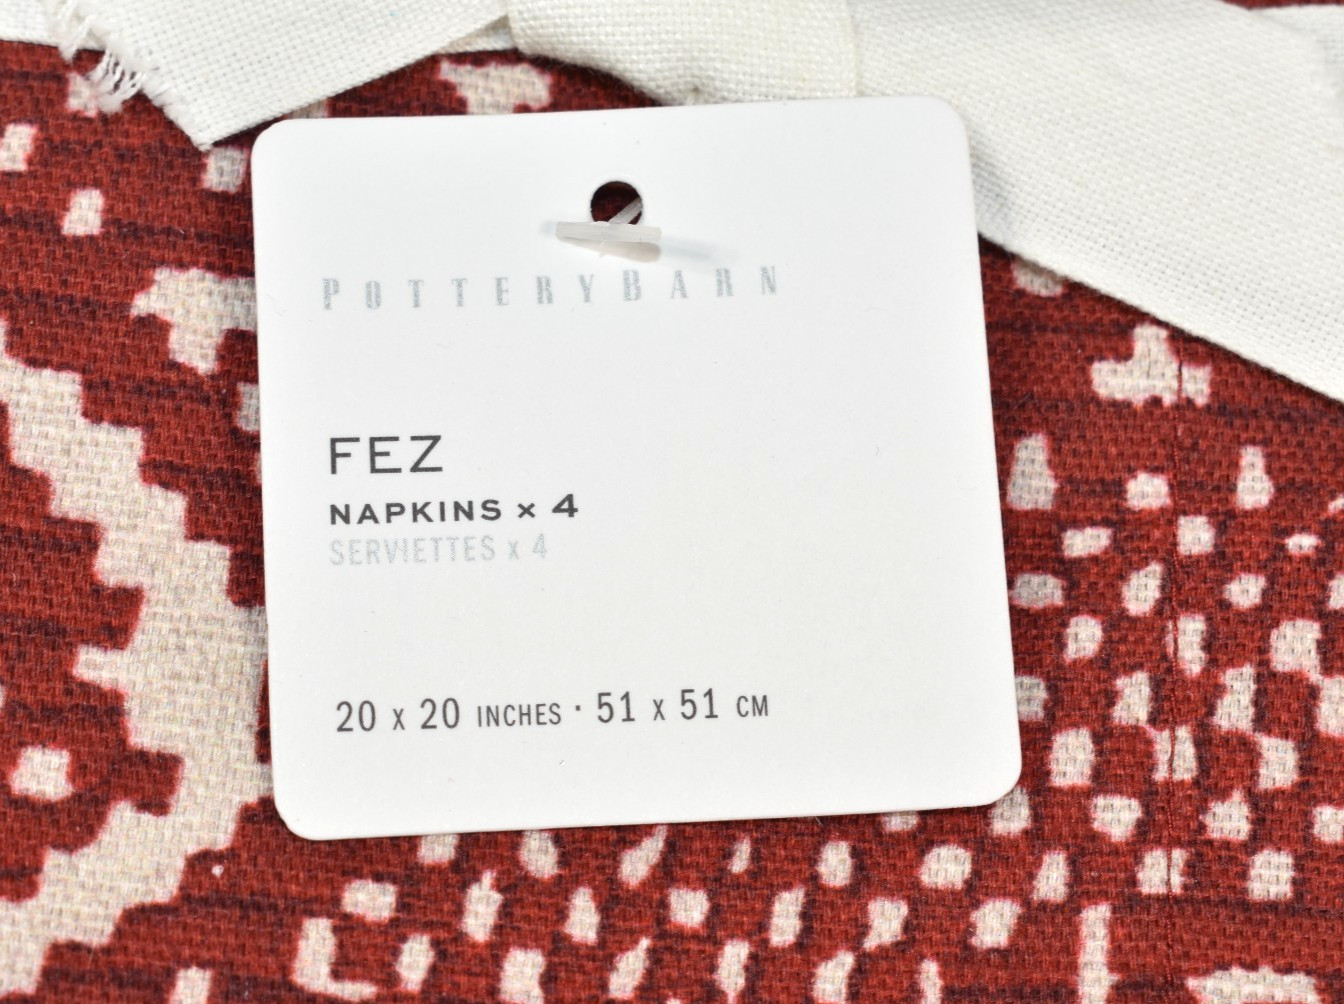 POTTERYBARN
FEZ
NAPKINS x 4
SERVIETTES x 4
20 x 20 INCHES · 51 x 51 CM